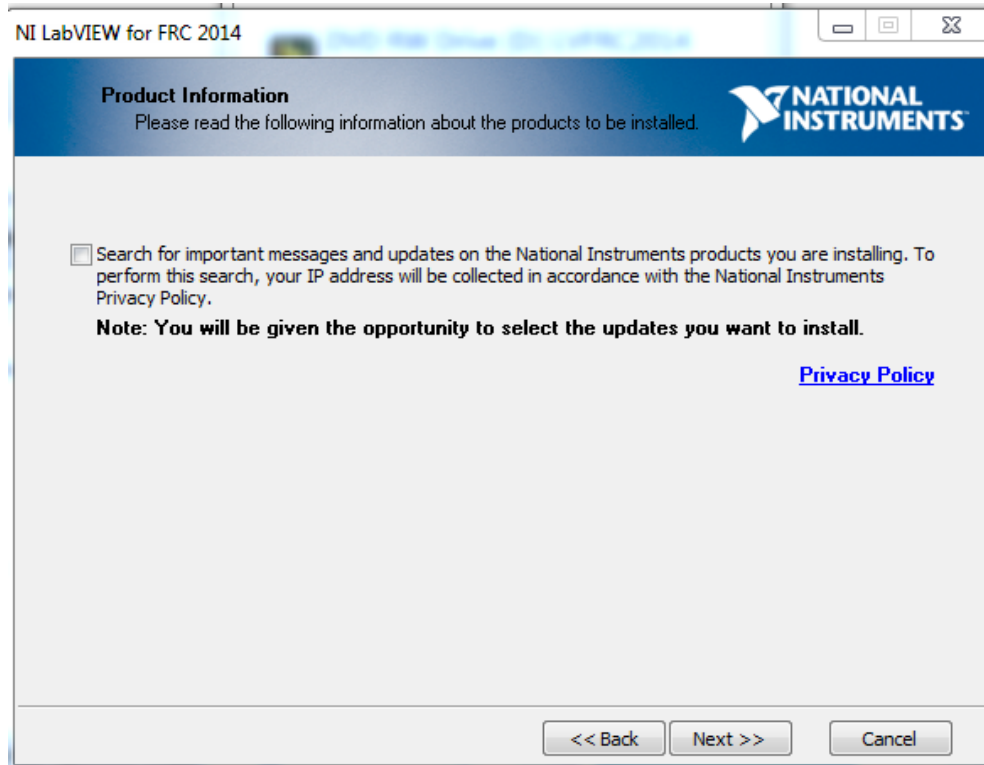 NI LabVIEW for FRC 2014
Product Information
Please read the following information about the products to be installed.
NATIONAL
INSTRUMENTS
Search for important messages and updates on the National Instruments products you are installing. To
perform this search, your IP address will be collected in accordance with the National Instruments
Privacy Policy.
Note: You will be given the opportunity to select the updates you want to install.
Privacy Policy
<< Back
Next >>
Cancel